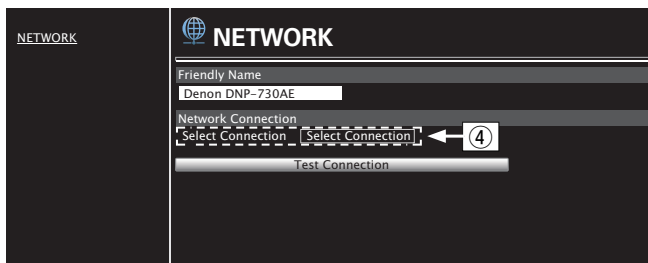 NETWORK
NETWORK
Friendly Name
Denon DNP-730AE
Network Connection
Select Connection Select Connection ④
Test Connection